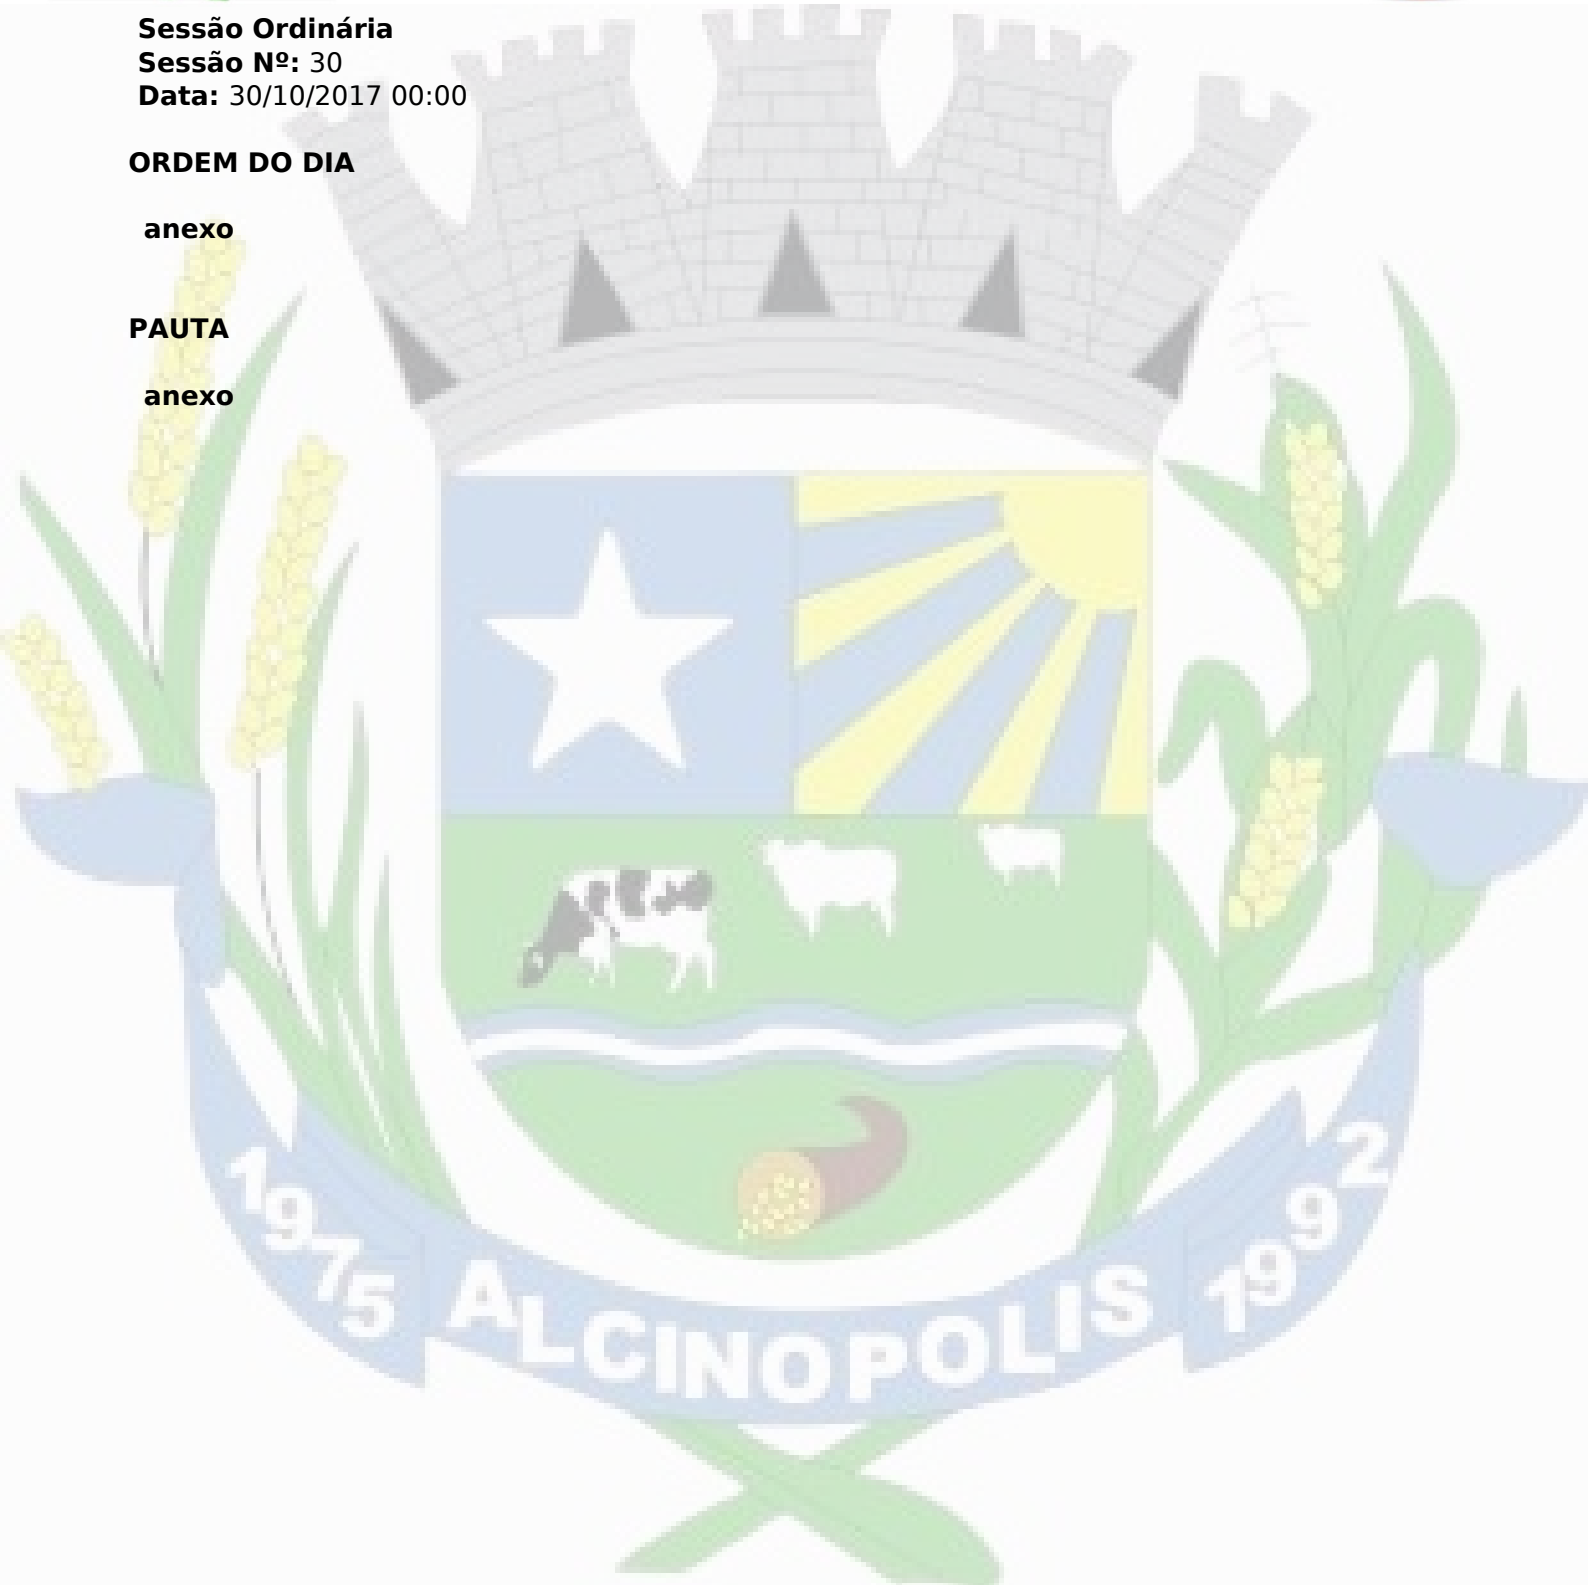 Sessão Ordinária
Sessão Nº: 30
Data: 30/10/2017 00:00
ORDEM DO DIA
anexo
PAUTA
anexo
1975 ALCINOPOLIS 1992